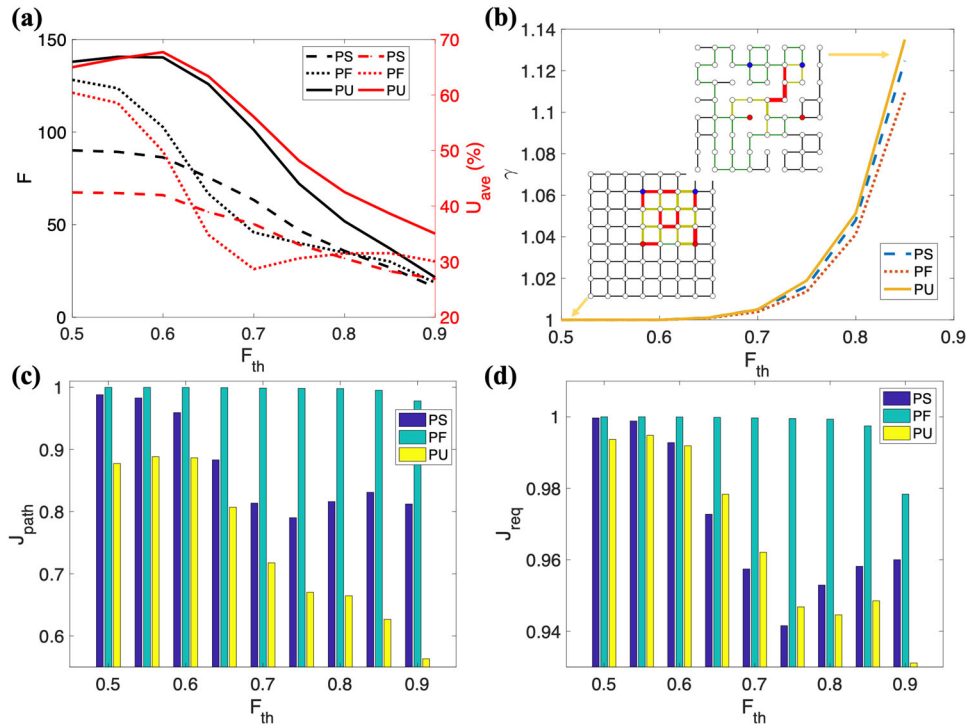 (a)
150
100
50
0
F
0.5 0.6 0.7 0.8 0.9
F_th
70
60
50
40
30
20
U_ave (%)
PS PS
PF PF
PU PU
(b)
1.14
1.12
1.1
1.08
1.06
1.04
1.02
1
γ
0.5 0.6 0.7 0.8 0.9
F_th
PS
PF
PU
(c)
1
0.9
0.8
0.7
0.6
J_path
0.5 0.6 0.7 0.8 0.9
F_th
PS
PF
PU
(d)
1
0.98
0.96
0.94
J_req
0.5 0.6 0.7 0.8 0.9
F_th
PS
PF
PU